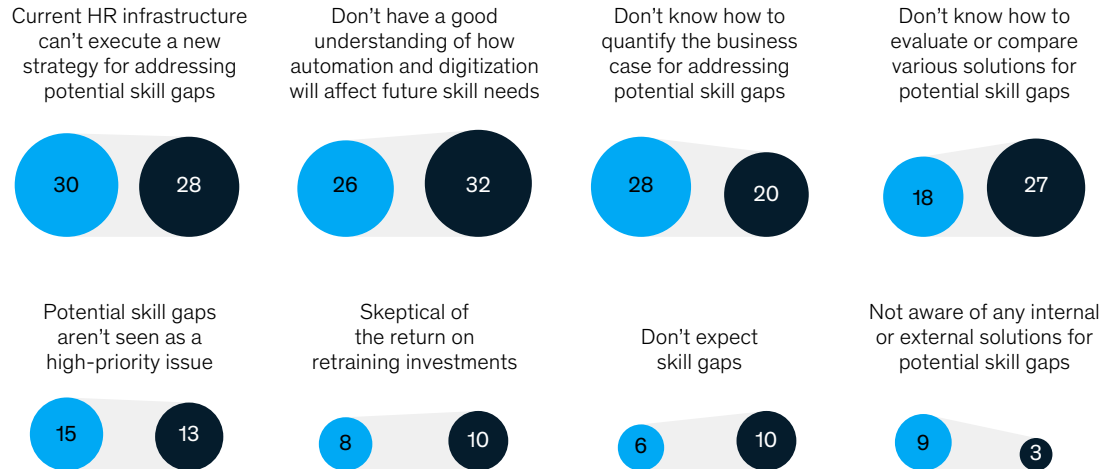 Current HR infrastructure
can’t execute a new
strategy for addressing
potential skill gaps
30
28
Don’t have a good
understanding of how
automation and digitization
will affect future skill needs
26
32
Don’t know how to
quantify the business
case for addressing
potential skill gaps
28
20
Don’t know how to
evaluate or compare
various solutions for
potential skill gaps
18
27
Potential skill gaps
aren’t seen as a
high-priority issue
15
13
Skeptical of
the return on
retraining investments
8
10
Don’t expect
skill gaps
6
10
Not aware of any internal
or external solutions for
potential skill gaps
9
3